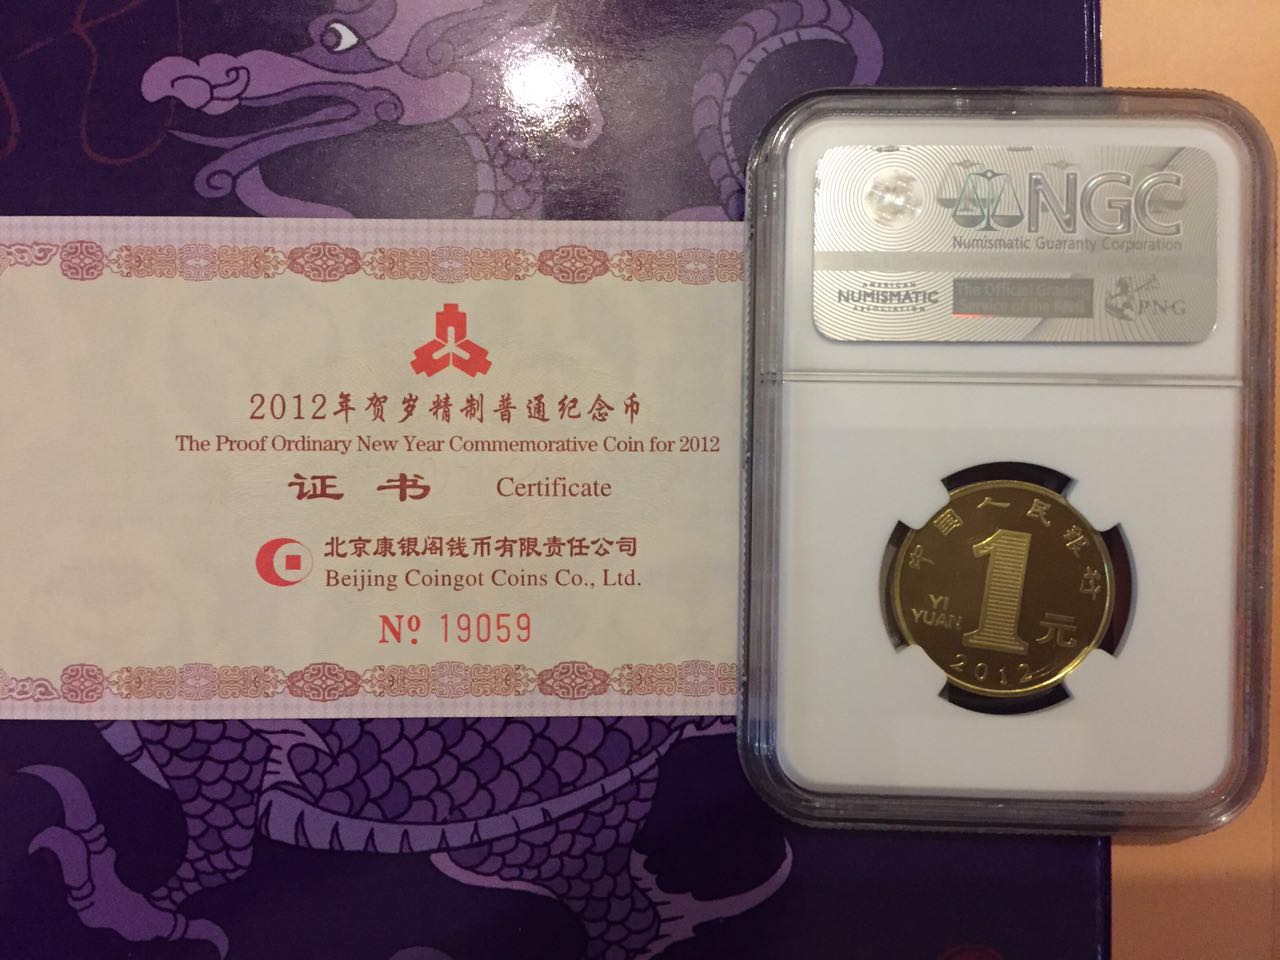 2012年贺岁精制普通纪念币
The Proof Ordinary New Year Commemorative Coin for 2012
证 书 Certificate
北京康银阁钱币有限责任公司
Beijing Coingot Coins Co., Ltd.
Nº 19059
NGC
Numismatic Guaranty Corporation
AMERICAN
NUMISMATIC
ASSOCIATION
The Official Grading
Service of the
PNG
中国人民银行
1
YI
YUAN
元
2012